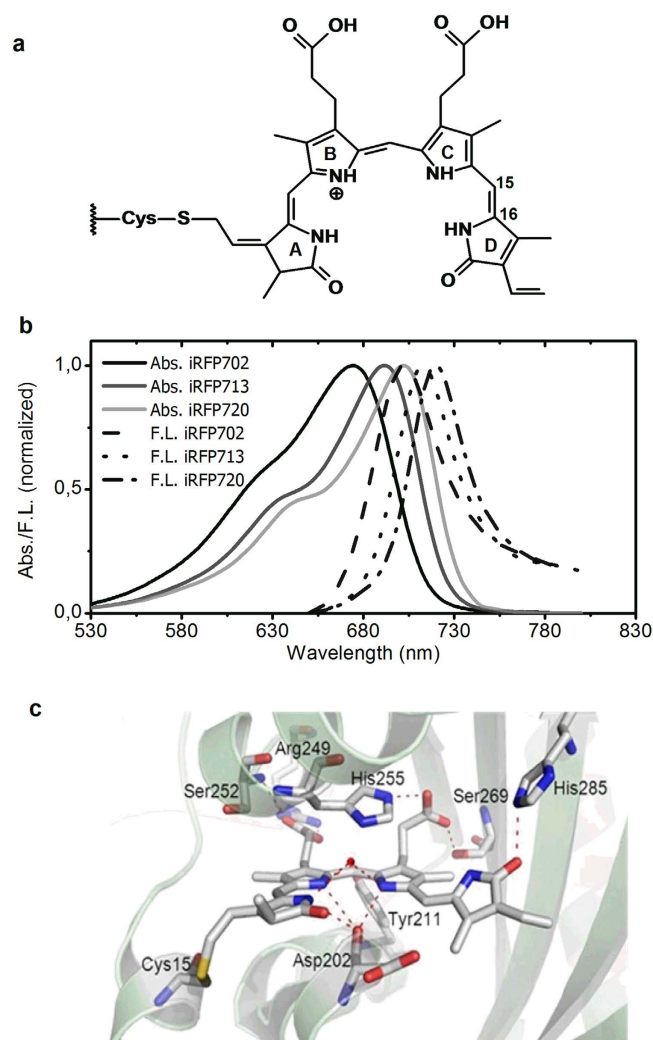 a
O
OH
O
OH
B
C
NH
⊕
NH
15
16
Cys
S
A
NH
O
HN
D
O
b
1,0
0,5
0,0
Abs./F.L. (normalized)
Abs. iRFP702
Abs. iRFP713
Abs. iRFP720
F.L. iRFP702
F.L. iRFP713
F.L. iRFP720
530 580 630 680 730 780 830
Wavelength (nm)
c
Arg249
Ser252
His255
Ser269
His285
Tyr211
Cys15
Asp202